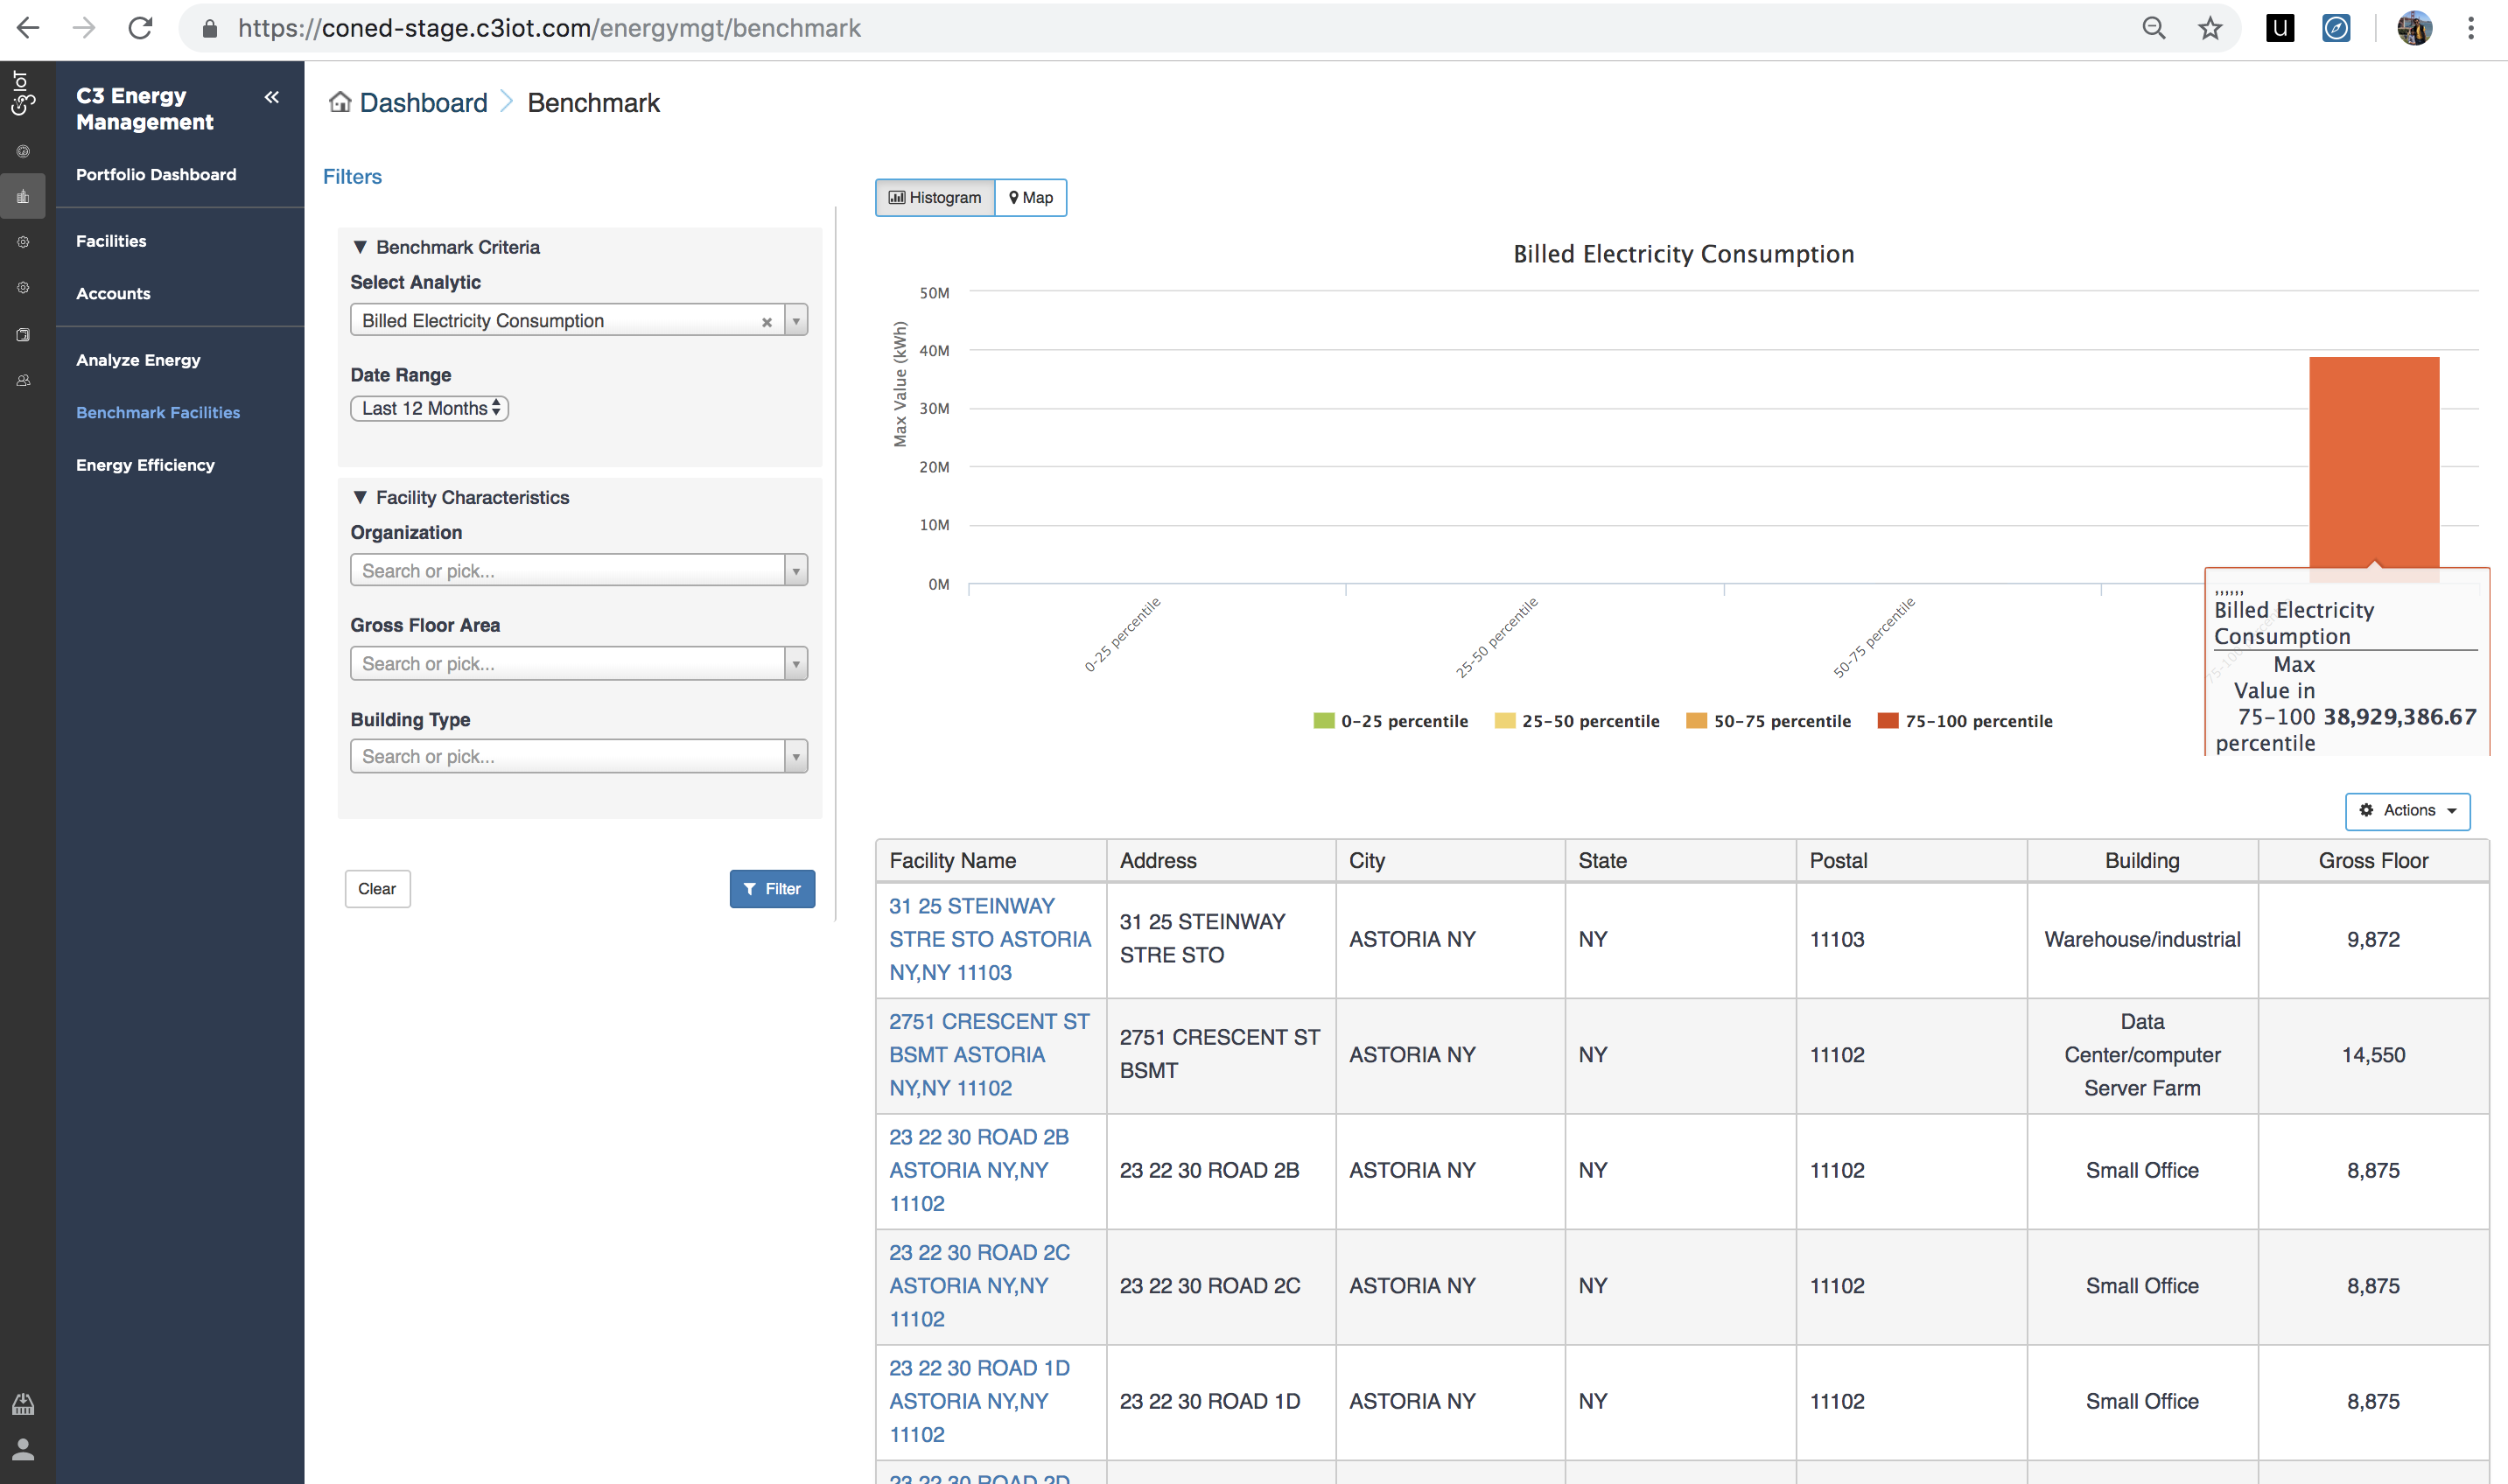 https://coned-stage.c3iot.com/energymgt/benchmark
U
C3 IoT
C3 Energy
Management
Portfolio Dashboard
Facilities
Accounts
Analyze Energy
Benchmark Facilities
Energy Efficiency
Dashboard
Benchmark
Filters
▼ Benchmark Criteria
Select Analytic
Billed Electricity Consumption
Date Range
Last 12 Months
▼ Facility Characteristics
Organization
Search or pick...
Gross Floor Area
Search or pick...
Building Type
Search or pick...
Clear
Filter
Histogram
Map
Billed Electricity Consumption
Max Value (kWh)
50M
40M
30M
20M
10M
0M
0-25 percentile
25-50 percentile
50-75 percentile
,,,,,,
Billed Electricity
Consumption
Max
Value in
75-100 38,929,386.67
percentile
0-25 percentile 25-50 percentile 50-75 percentile 75-100 percentile
Actions
Facility Name Address City State Postal Building Gross Floor
31 25 STEINWAY
STRE STO ASTORIA
NY,NY 11103
31 25 STEINWAY
STRE STO
ASTORIA NY
NY
11103
Warehouse/industrial
9,872
2751 CRESCENT ST
BSMT ASTORIA
NY,NY 11102
2751 CRESCENT ST
BSMT
ASTORIA NY
NY
11102
Data
Center/computer
Server Farm
14,550
23 22 30 ROAD 2B
ASTORIA NY,NY
11102
23 22 30 ROAD 2B
ASTORIA NY
NY
11102
Small Office
8,875
23 22 30 ROAD 2C
ASTORIA NY,NY
11102
23 22 30 ROAD 2C
ASTORIA NY
NY
11102
Small Office
8,875
23 22 30 ROAD 1D
ASTORIA NY,NY
11102
23 22 30 ROAD 1D
ASTORIA NY
NY
11102
Small Office
8,875
23 22 30 ROAD 2D